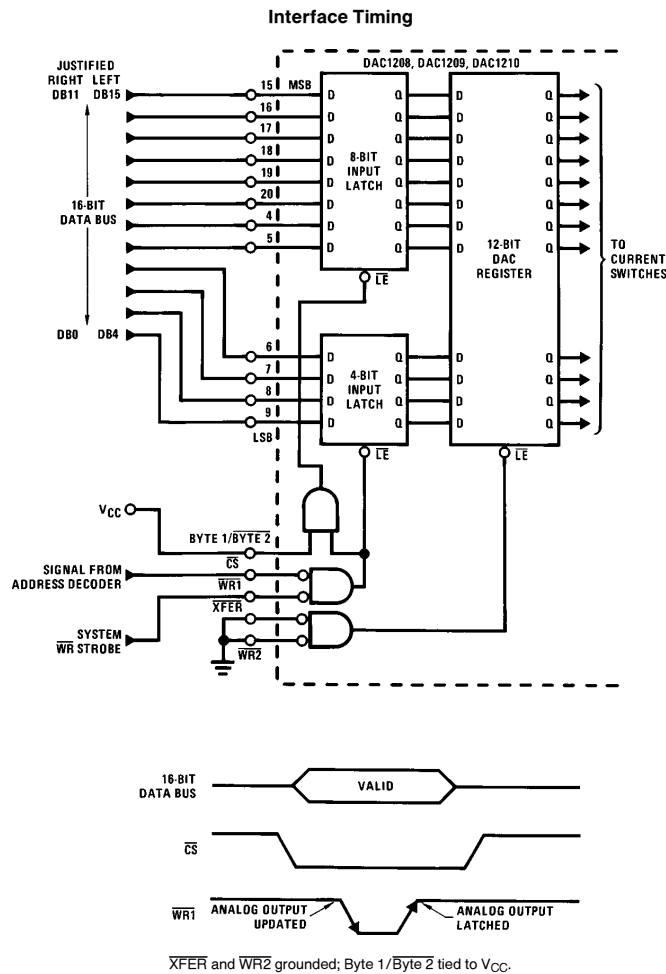 Interface Timing
DAC1208, DAC1209, DAC1210
JUSTIFIED
RIGHT LEFT
DB11 DB15
15 MSB D Q D Q
16
17 D Q D Q
18 D Q D Q
8-BIT
INPUT
LATCH
19 D Q D Q
16-BIT
DATA BUS
20 D Q D Q
4 D Q D Q
5 D Q D Q
12-BIT
DAC
REGISTER
TO
CURRENT
SWITCHES
LE
DB0 DB4
6 D Q D Q
7 D Q D Q
4-BIT
INPUT
LATCH
8 D Q D Q
9 D Q D Q
LSB
LE
LE
VCC
BYTE 1/BYTE 2
CS
SIGNAL FROM
ADDRESS DECODER
WR1
XFER
SYSTEM
WR STROBE
WR2
16-BIT
DATA BUS
VALID
CS
WR1
ANALOG OUTPUT
UPDATED
ANALOG OUTPUT
LATCHED
XFER and WR2 grounded; Byte 1/Byte 2 tied to VCC.